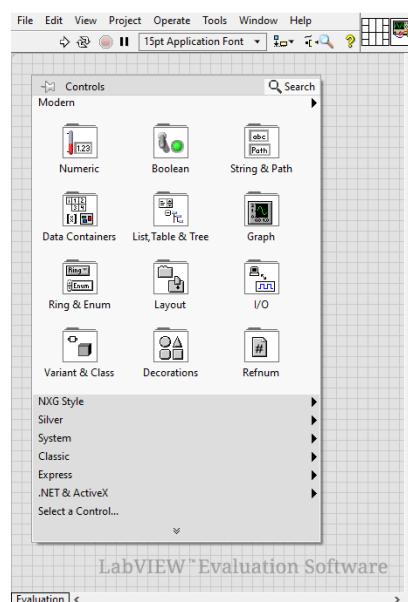 File Edit View Project Operate Tools Window Help
15pt Application Font
Controls Search
Modern
1.23
abc
Path
Numeric Boolean String & Path
Data Containers List, Table & Tree Graph
Ring
Enum
Ring & Enum Layout I/O
#
Variant & Class Decorations Refnum
NXG Style
Silver
System
Classic
Express
.NET & ActiveX
Select a Control...
LabVIEW™ Evaluation Software
Evaluation